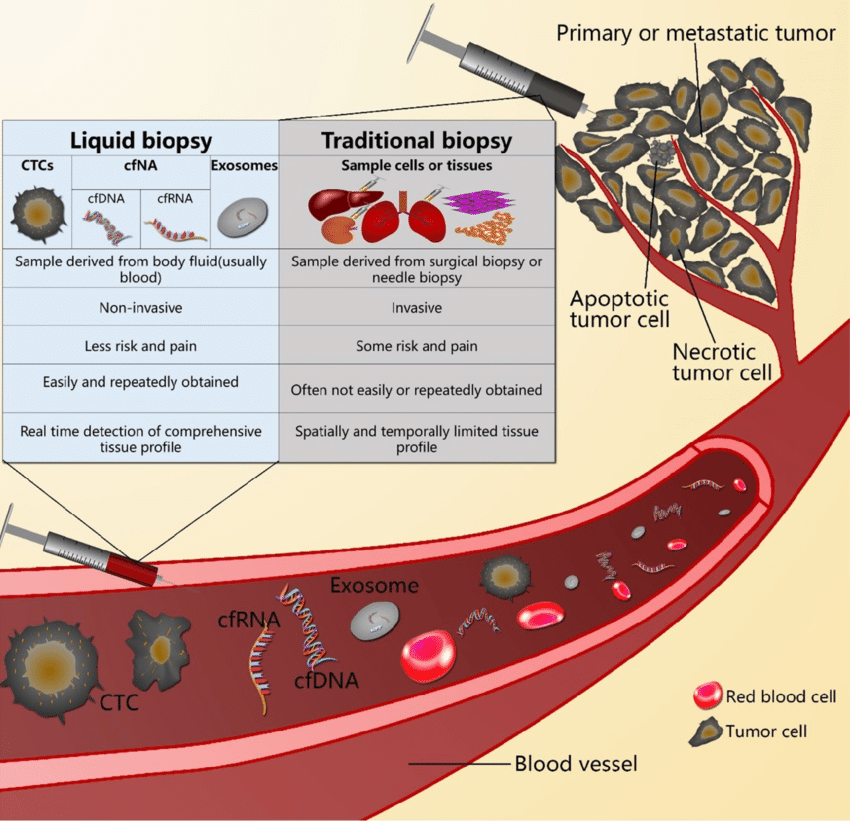 Primary or metastatic tumor
Liquid biopsy
Traditional biopsy
CTCs
cfNA
Exosomes
Sample cells or tissues
cfDNA
cfRNA
Sample derived from body fluid(usually
blood)
Sample derived from surgical biopsy or
needle biopsy
Non-invasive
Invasive
Less risk and pain
Some risk and pain
Easily and repeatedly obtained
Often not easily or repeatedly obtained
Real time detection of comprehensive
tissue profile
Spatially and temporally limited tissue
profile
Apoptotic
tumor cell
Necrotic
tumor cell
Exosome
cfRNA
cfDNA
CTC
Red blood cell
Tumor cell
Blood vessel